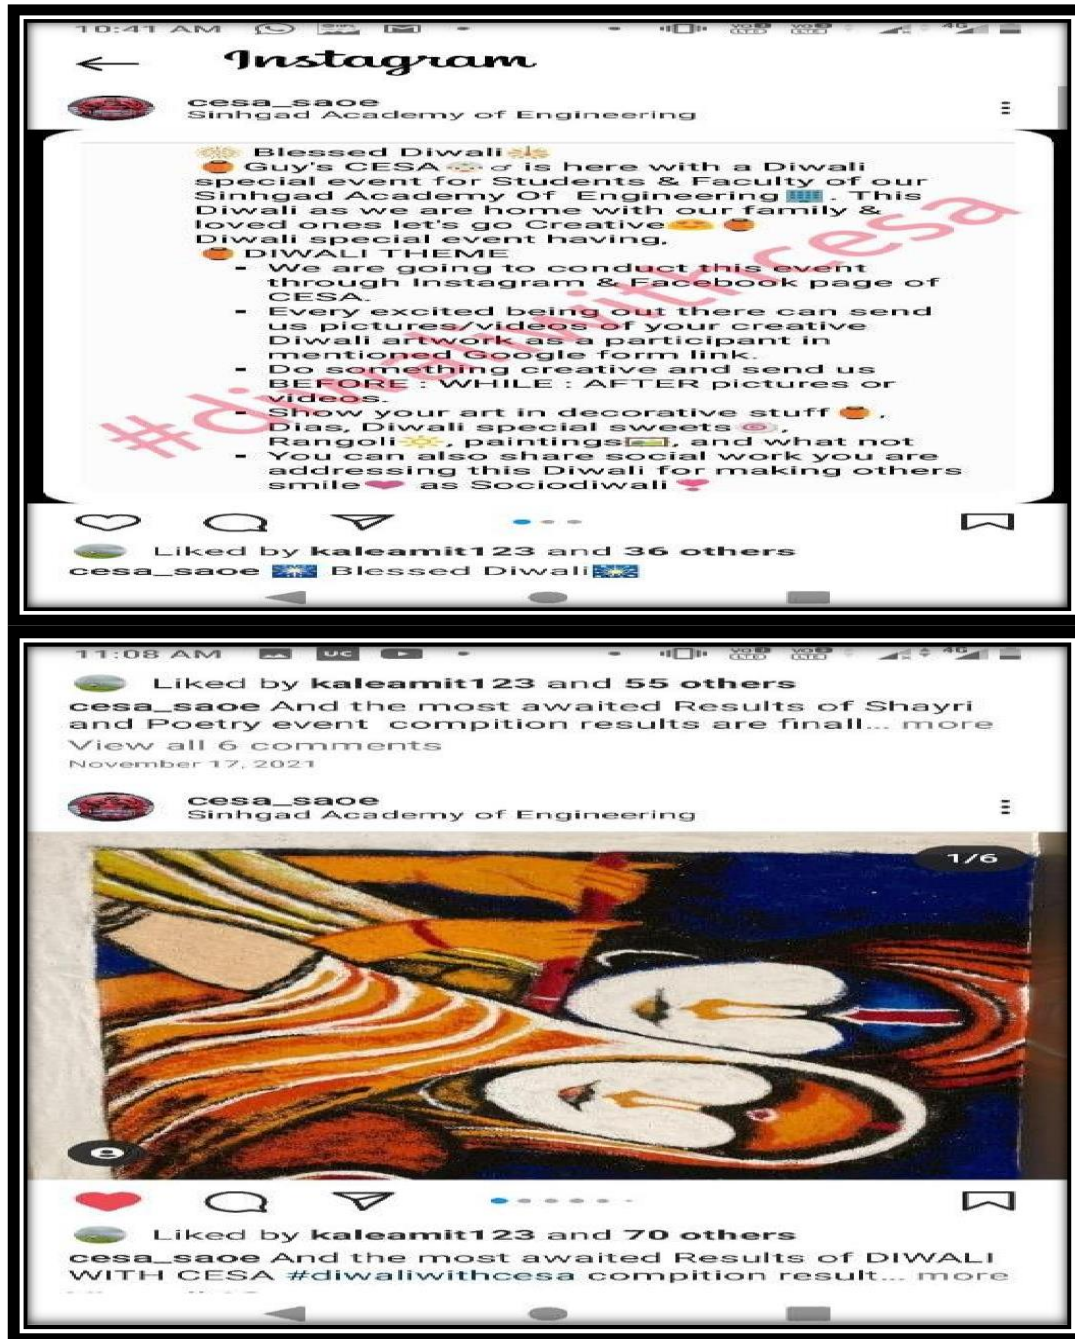 10:41 AM
Instagram
cesa_saoe
Sinhgad Academy of Engineering
Blessed Diwali
Guy's CESA is here with a Diwali
special event for Students & Faculty of our
Sinhgad Academy Of Engineering . This
Diwali as we are home with our family &
loved ones let's go Creative
Diwali special event having,
DIWALI THEME
We are going to conduct this event
through Instagram & Facebook page of
CESA.
Every excited being out there can send
us pictures/videos of your creative
Diwali artwork as a participant in
mentioned Google form link.
Do something creative and send us
BEFORE : WHILE : AFTER pictures or
videos.
Show your art in decorative stuff ,
Dias, Diwali special sweets ,
Rangoli , paintings , and what not
You can also share social work you are
addressing this Diwali for making others
smile as Sociodiwali
#diwaliwithcesa
Liked by kaleamit123 and 36 others
cesa_saoe Blessed Diwali
11:08 AM UC 4G
Liked by kaleamit123 and 55 others
cesa_saoe And the most awaited Results of Shayri
and Poetry event compition results are finall... more
View all 6 comments
November 17, 2021
cesa_saoe
Sinhgad Academy of Engineering
1/6
Liked by kaleamit123 and 70 others
cesa_saoe And the most awaited Results of DIWALI
WITH CESA #diwaliwithcesa compition result... more